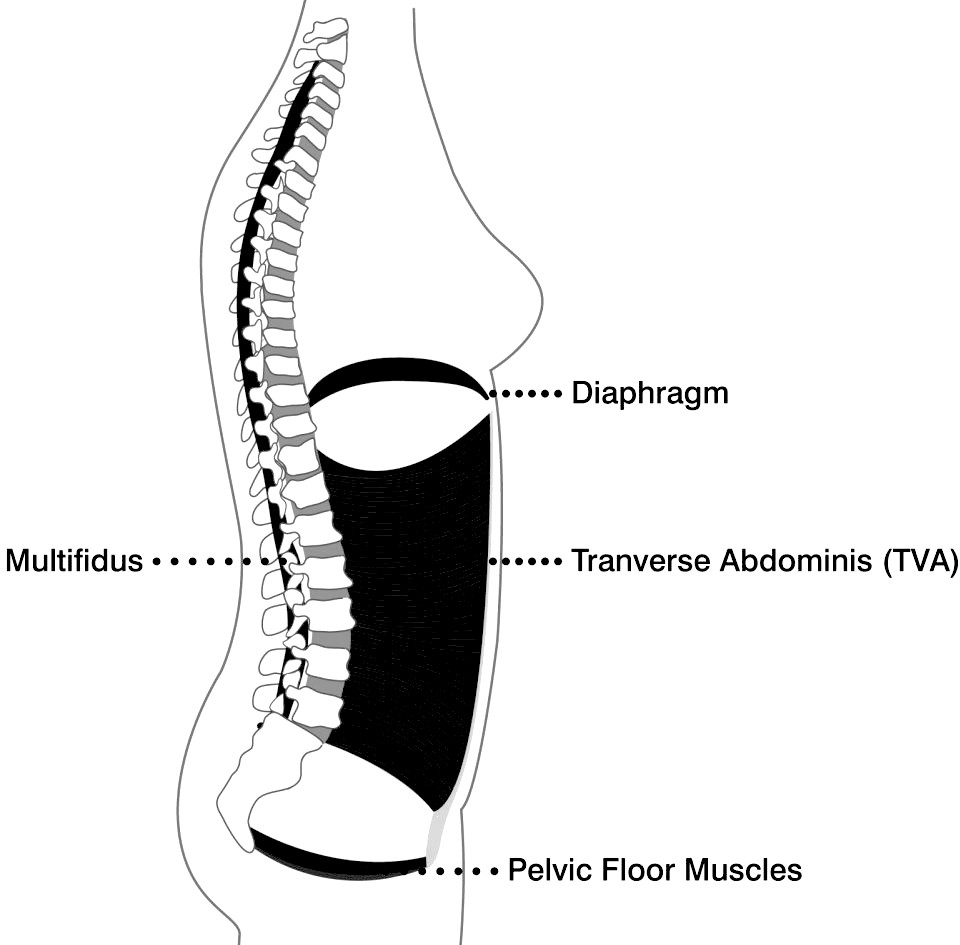 Diaphragm
Multifidus
Tranverse Abdominis (TVA)
Pelvic Floor Muscles